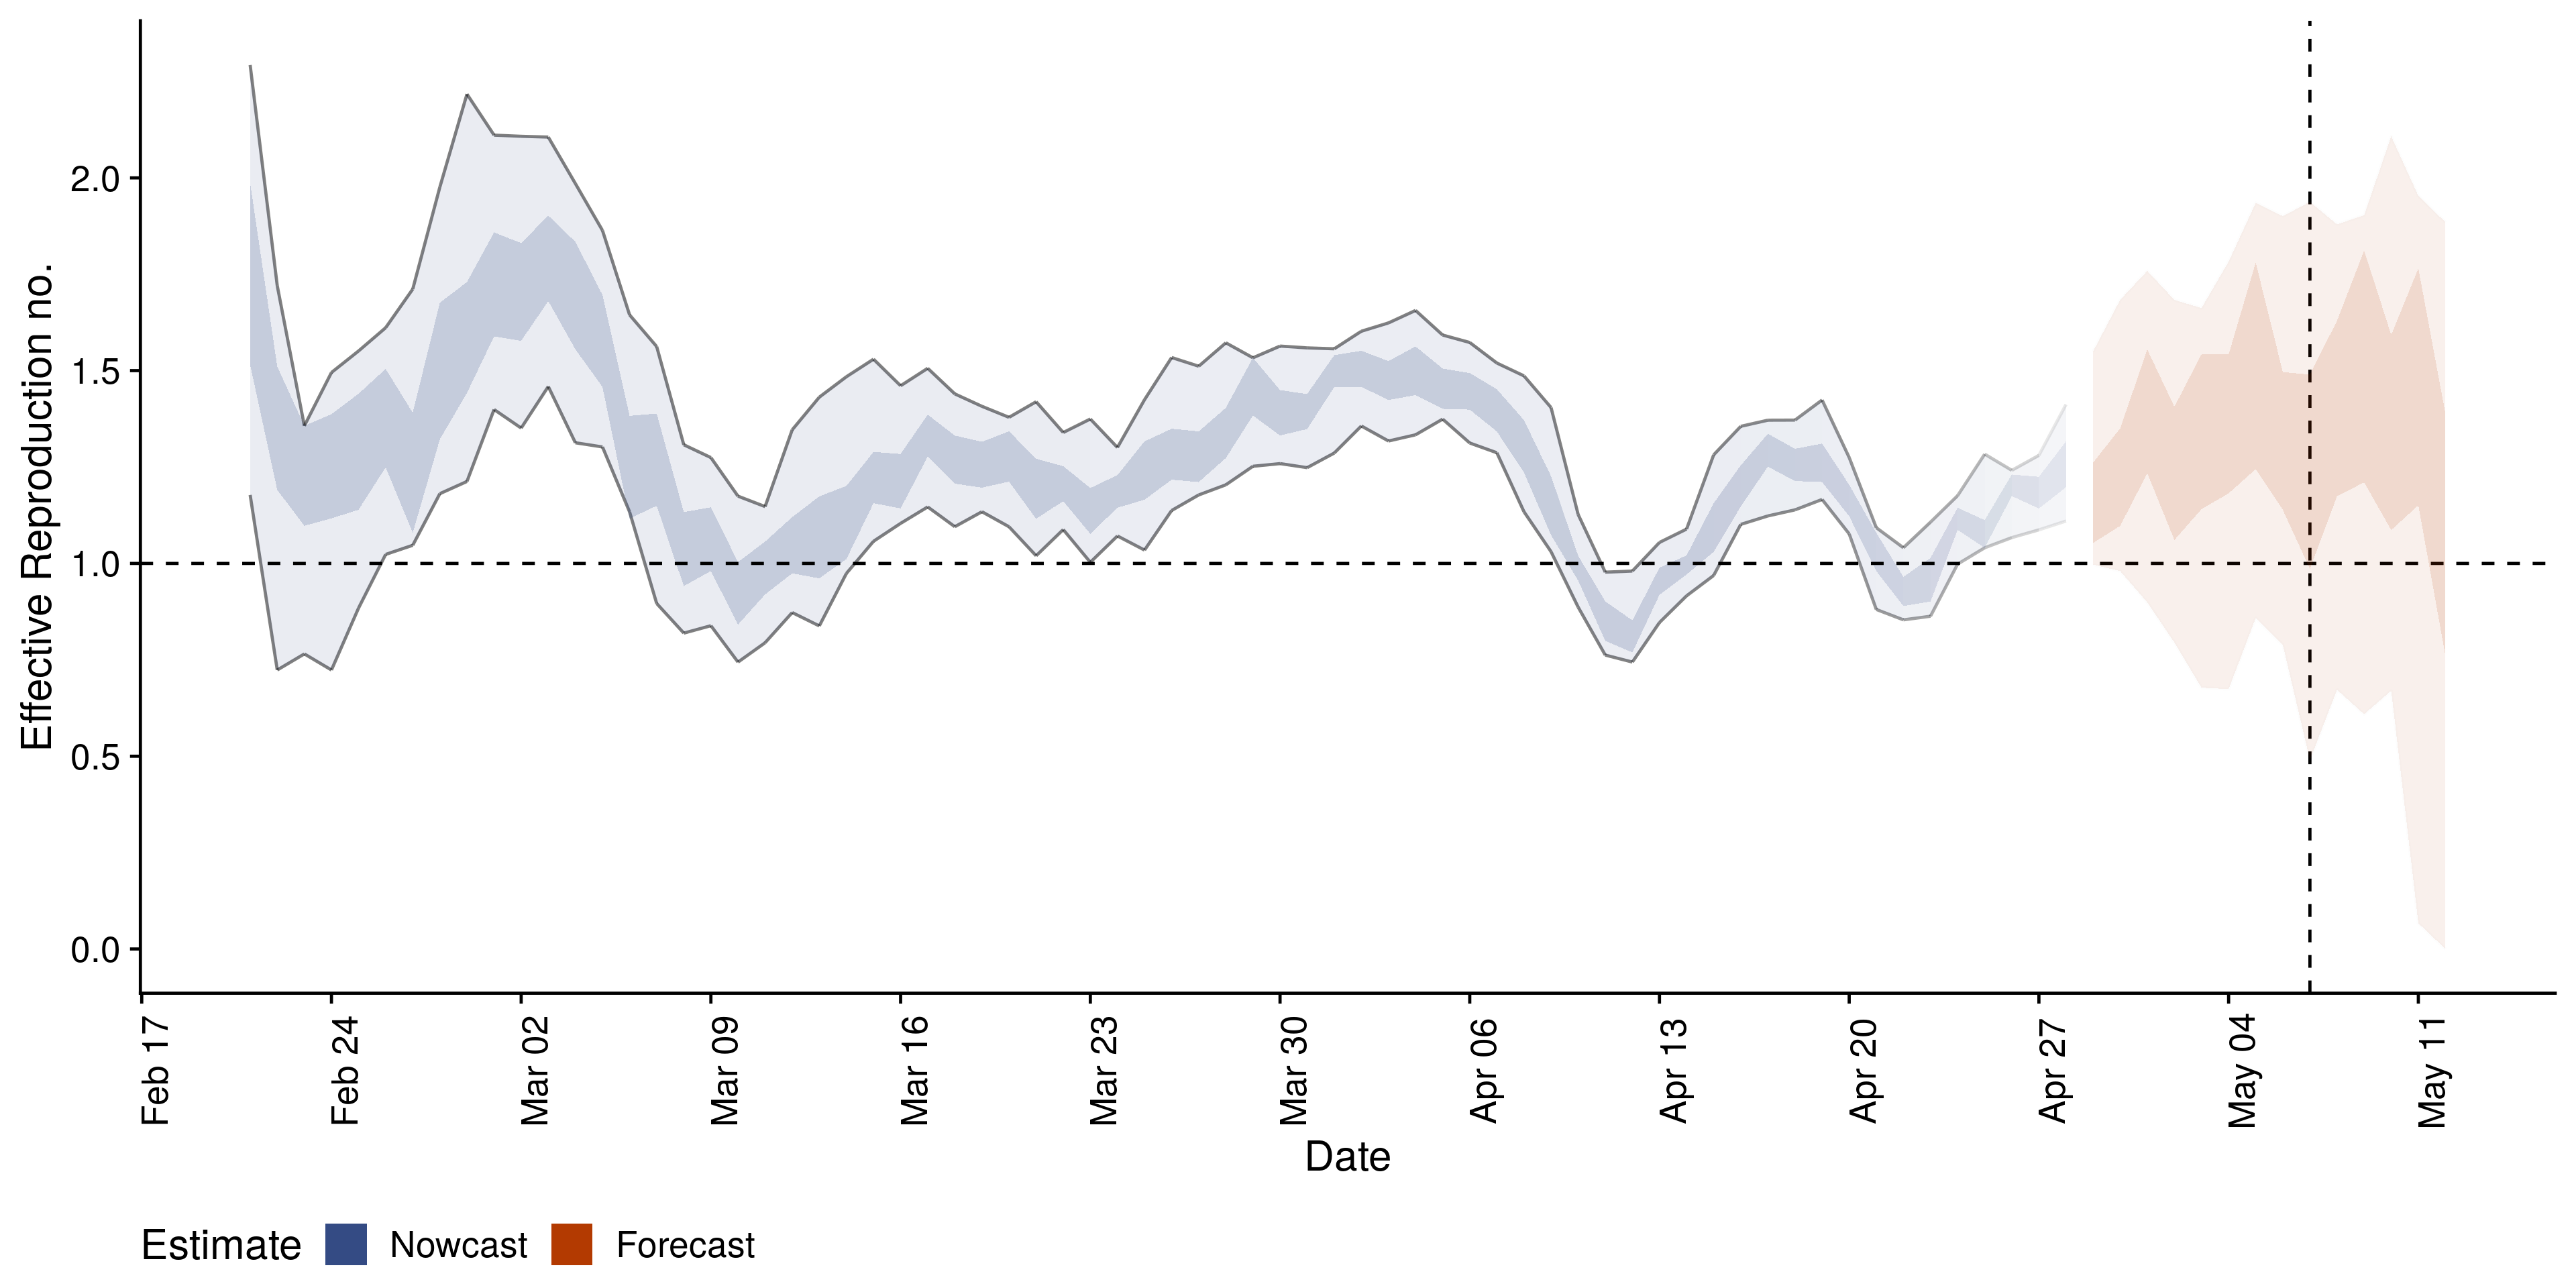 Effective Reproduction no.
2.0
1.5
1.0
0.5
0.0
Feb 17
Feb 24
Mar 02
Mar 09
Mar 16
Mar 23
Mar 30
Apr 06
Apr 13
Apr 20
Apr 27
May 04
May 11
Date
Estimate Nowcast Forecast